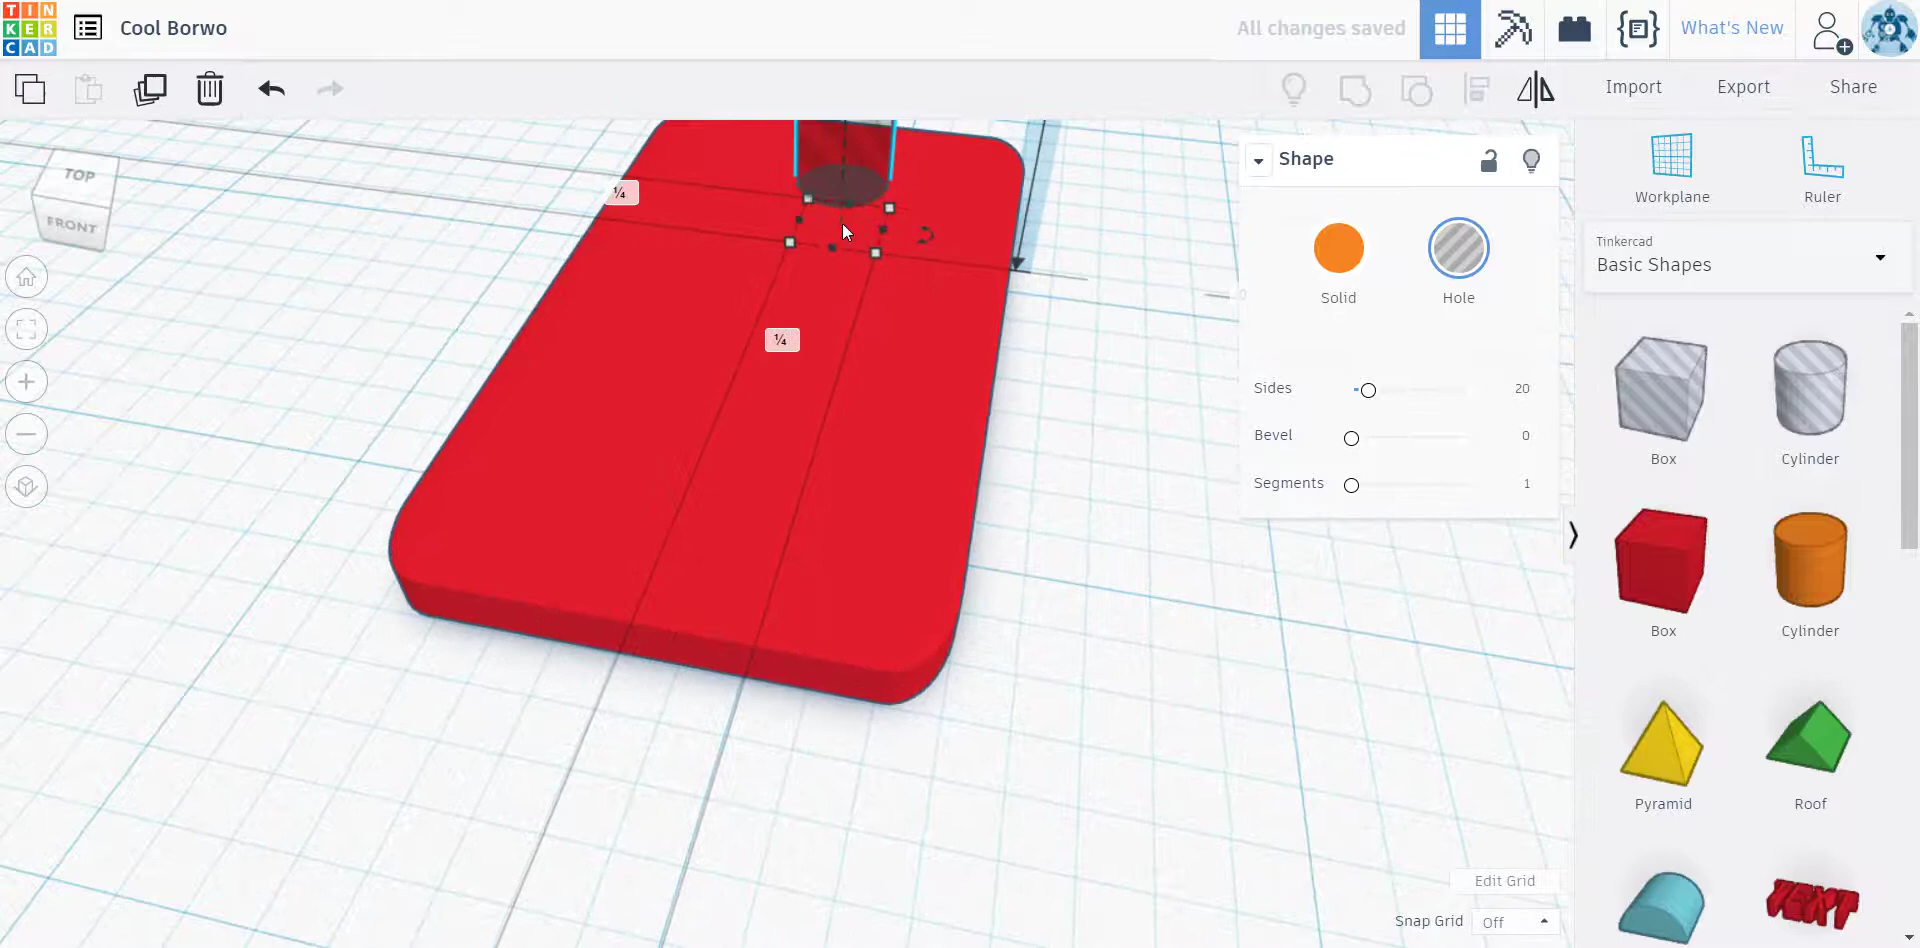 TIN
KER
CAD
Cool Borwo
All changes saved
What's New
Import
Export
Share
TOP
FRONT
1/4
1/4
Shape
Solid
Hole
Sides
20
Bevel
0
Segments
1
Workplane
Ruler
Tinkercad
Basic Shapes
Box
Cylinder
Box
Cylinder
Pyramid
Roof
TEXT
Edit Grid
Snap Grid
Off